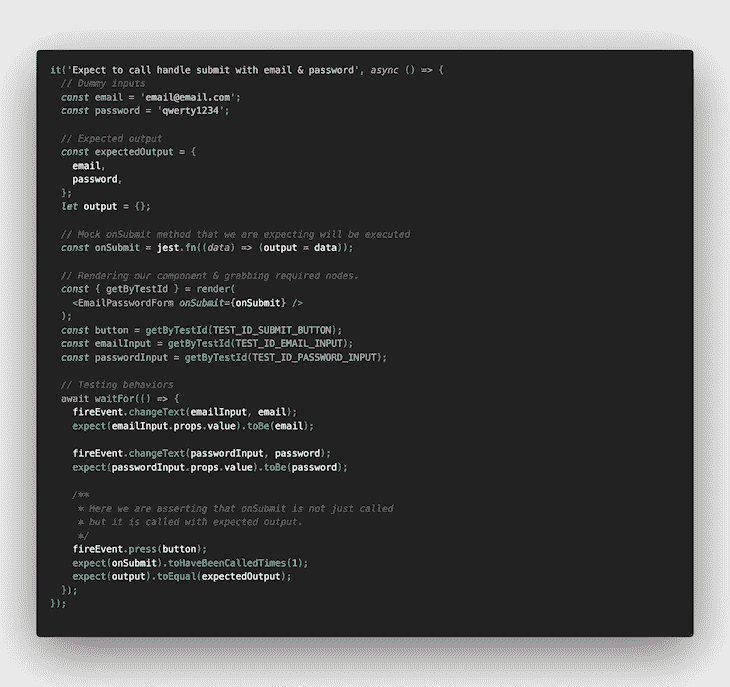 it('Expect to call handle submit with email & password', async () => {
// Dummy inputs
const email = 'email@email.com';
const password = 'qwerty1234';
// Expected output
const expectedOutput = {
email,
password,
};
let output = {};
// Mock onSubmit method that we are expecting will be executed
const onSubmit = jest.fn((data) => (output = data));
// Rendering our component & grabbing required nodes.
const { getByTestId } = render(
<EmailPasswordForm onSubmit={onSubmit} />
);
const button = getByTestId(TEST_ID_SUBMIT_BUTTON);
const emailInput = getByTestId(TEST_ID_EMAIL_INPUT);
const passwordInput = getByTestId(TEST_ID_PASSWORD_INPUT);
// Testing behaviors
await waitFor(() => {
fireEvent.changeText(emailInput, email);
expect(emailInput.props.value).toBe(email);
fireEvent.changeText(passwordInput, password);
expect(passwordInput.props.value).toBe(password);
/**
* Here we are asserting that onSubmit is not just called
* but it is called with expected output.
*/
fireEvent.press(button);
expect(onSubmit).toHaveBeenCalledTimes(1);
expect(output).toEqual(expectedOutput);
});
});